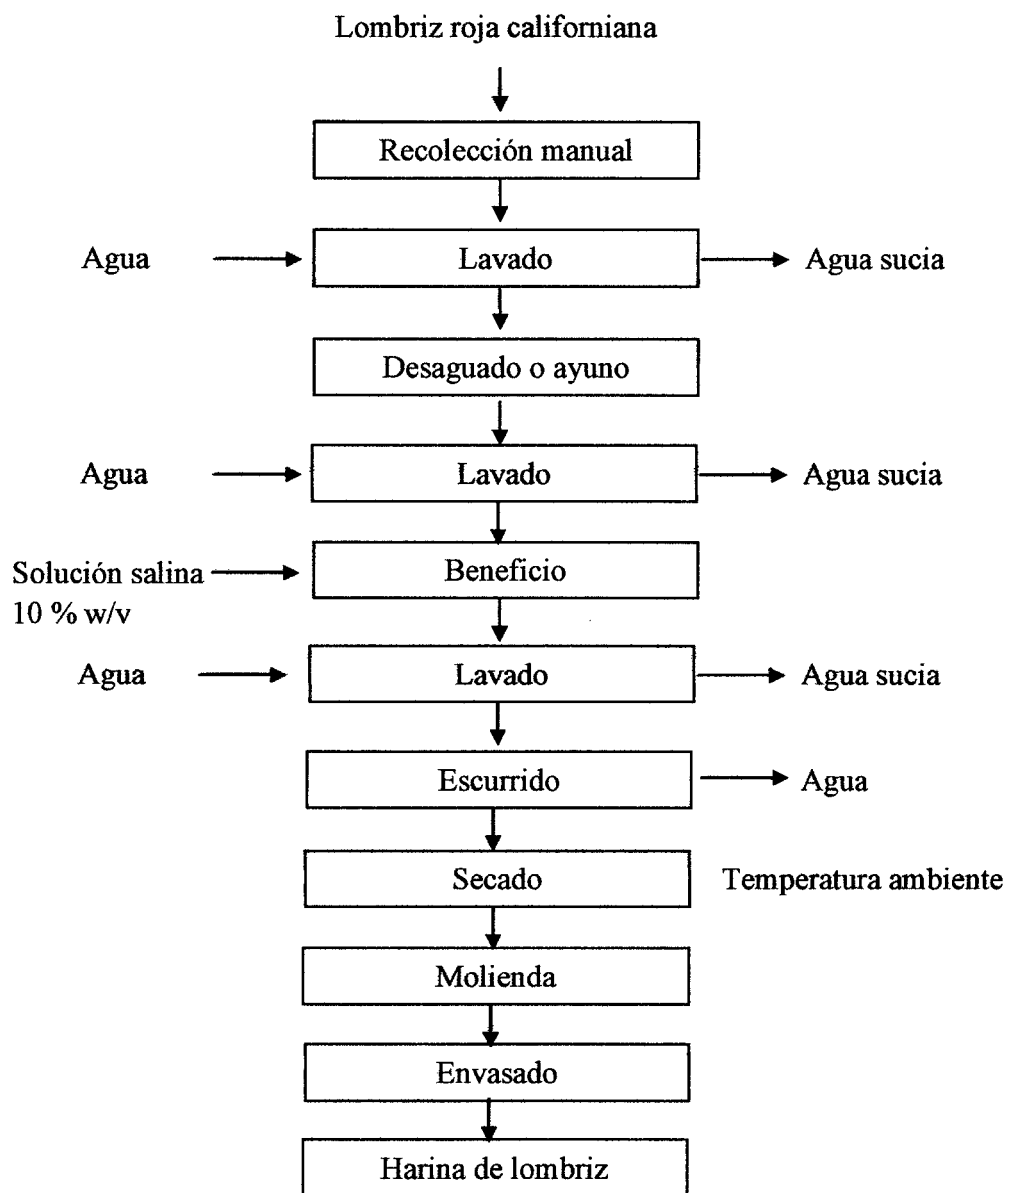 Lombriz roja californiana
Recolección manual
Agua
Lavado
Agua sucia
Desaguado o ayuno
Agua
Lavado
Agua sucia
Solución salina
10 % w/v
Beneficio
Agua
Lavado
Agua sucia
Escurrido
Agua
Secado
Temperatura ambiente
Molienda
Envasado
Harina de lombriz